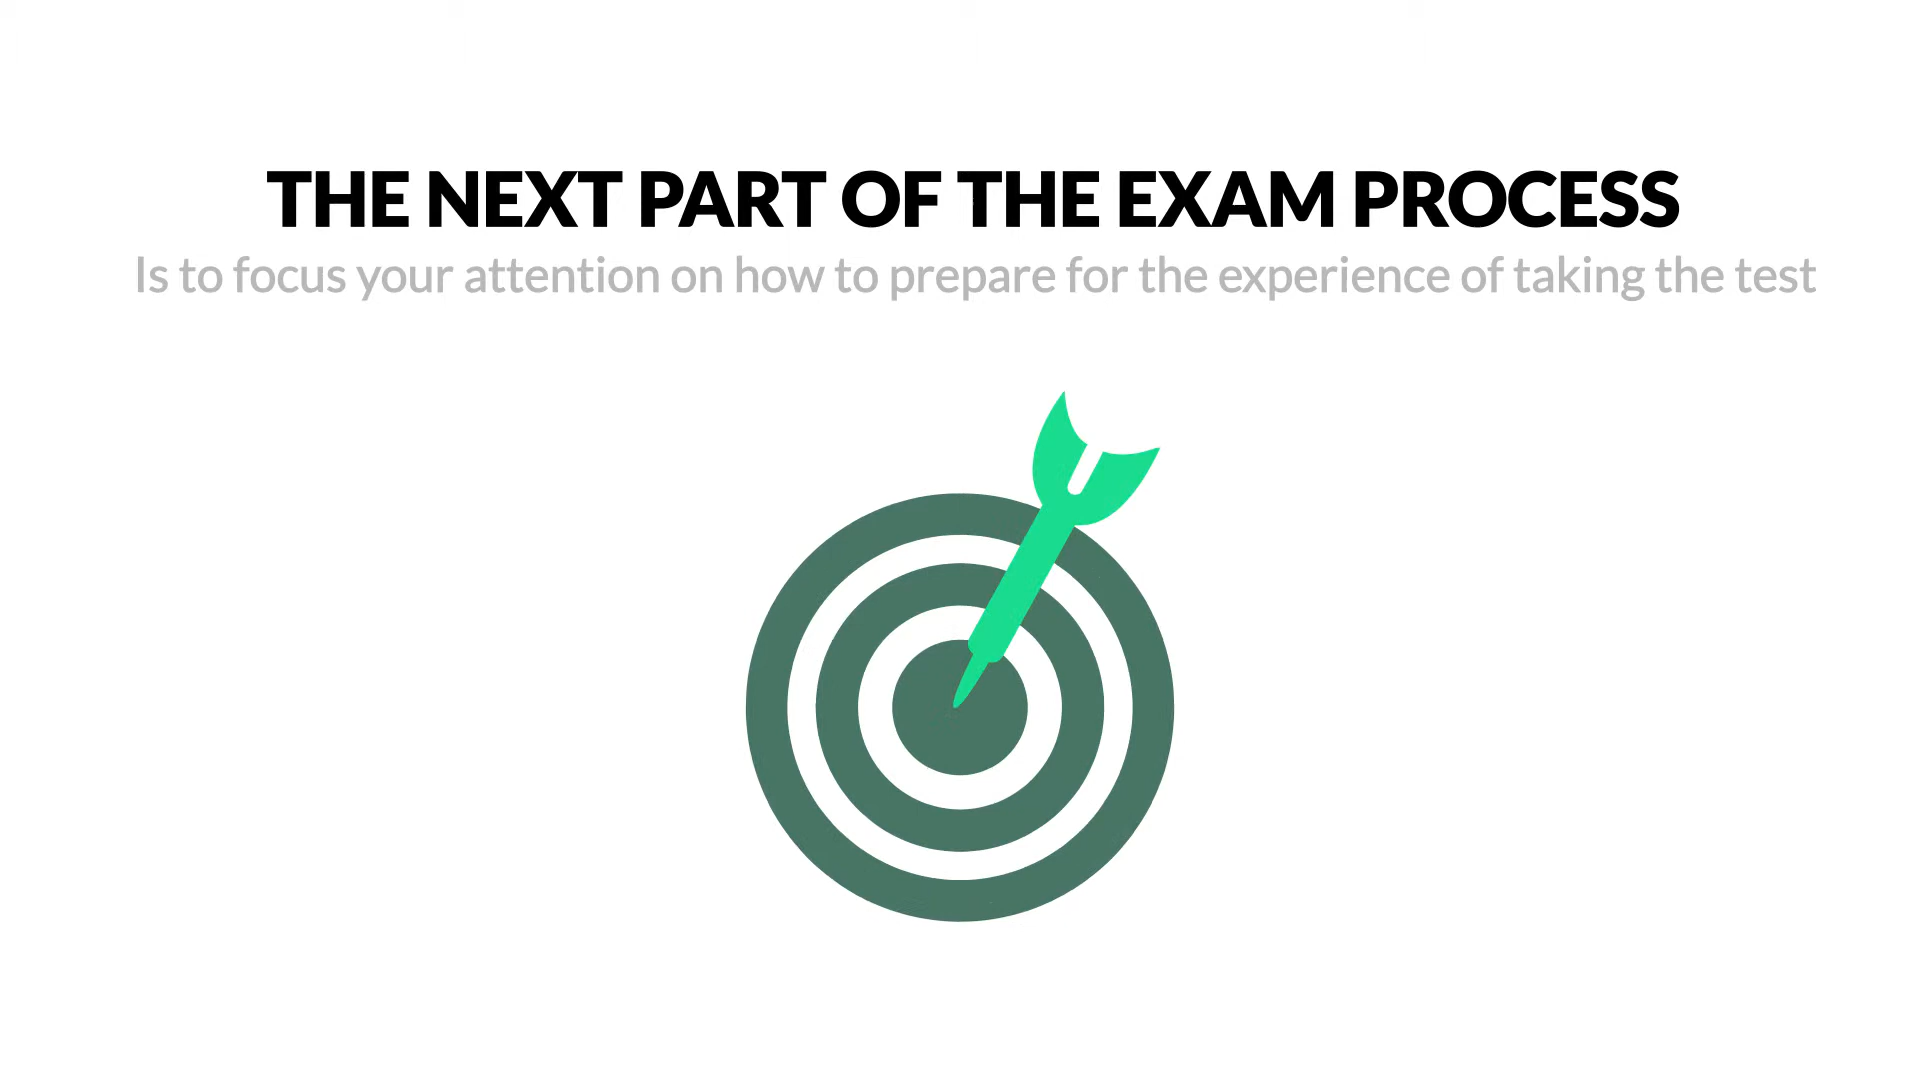 THE NEXT PART OF THE EXAM PROCESS
Is to focus your attention on how to prepare for the experience of taking the test